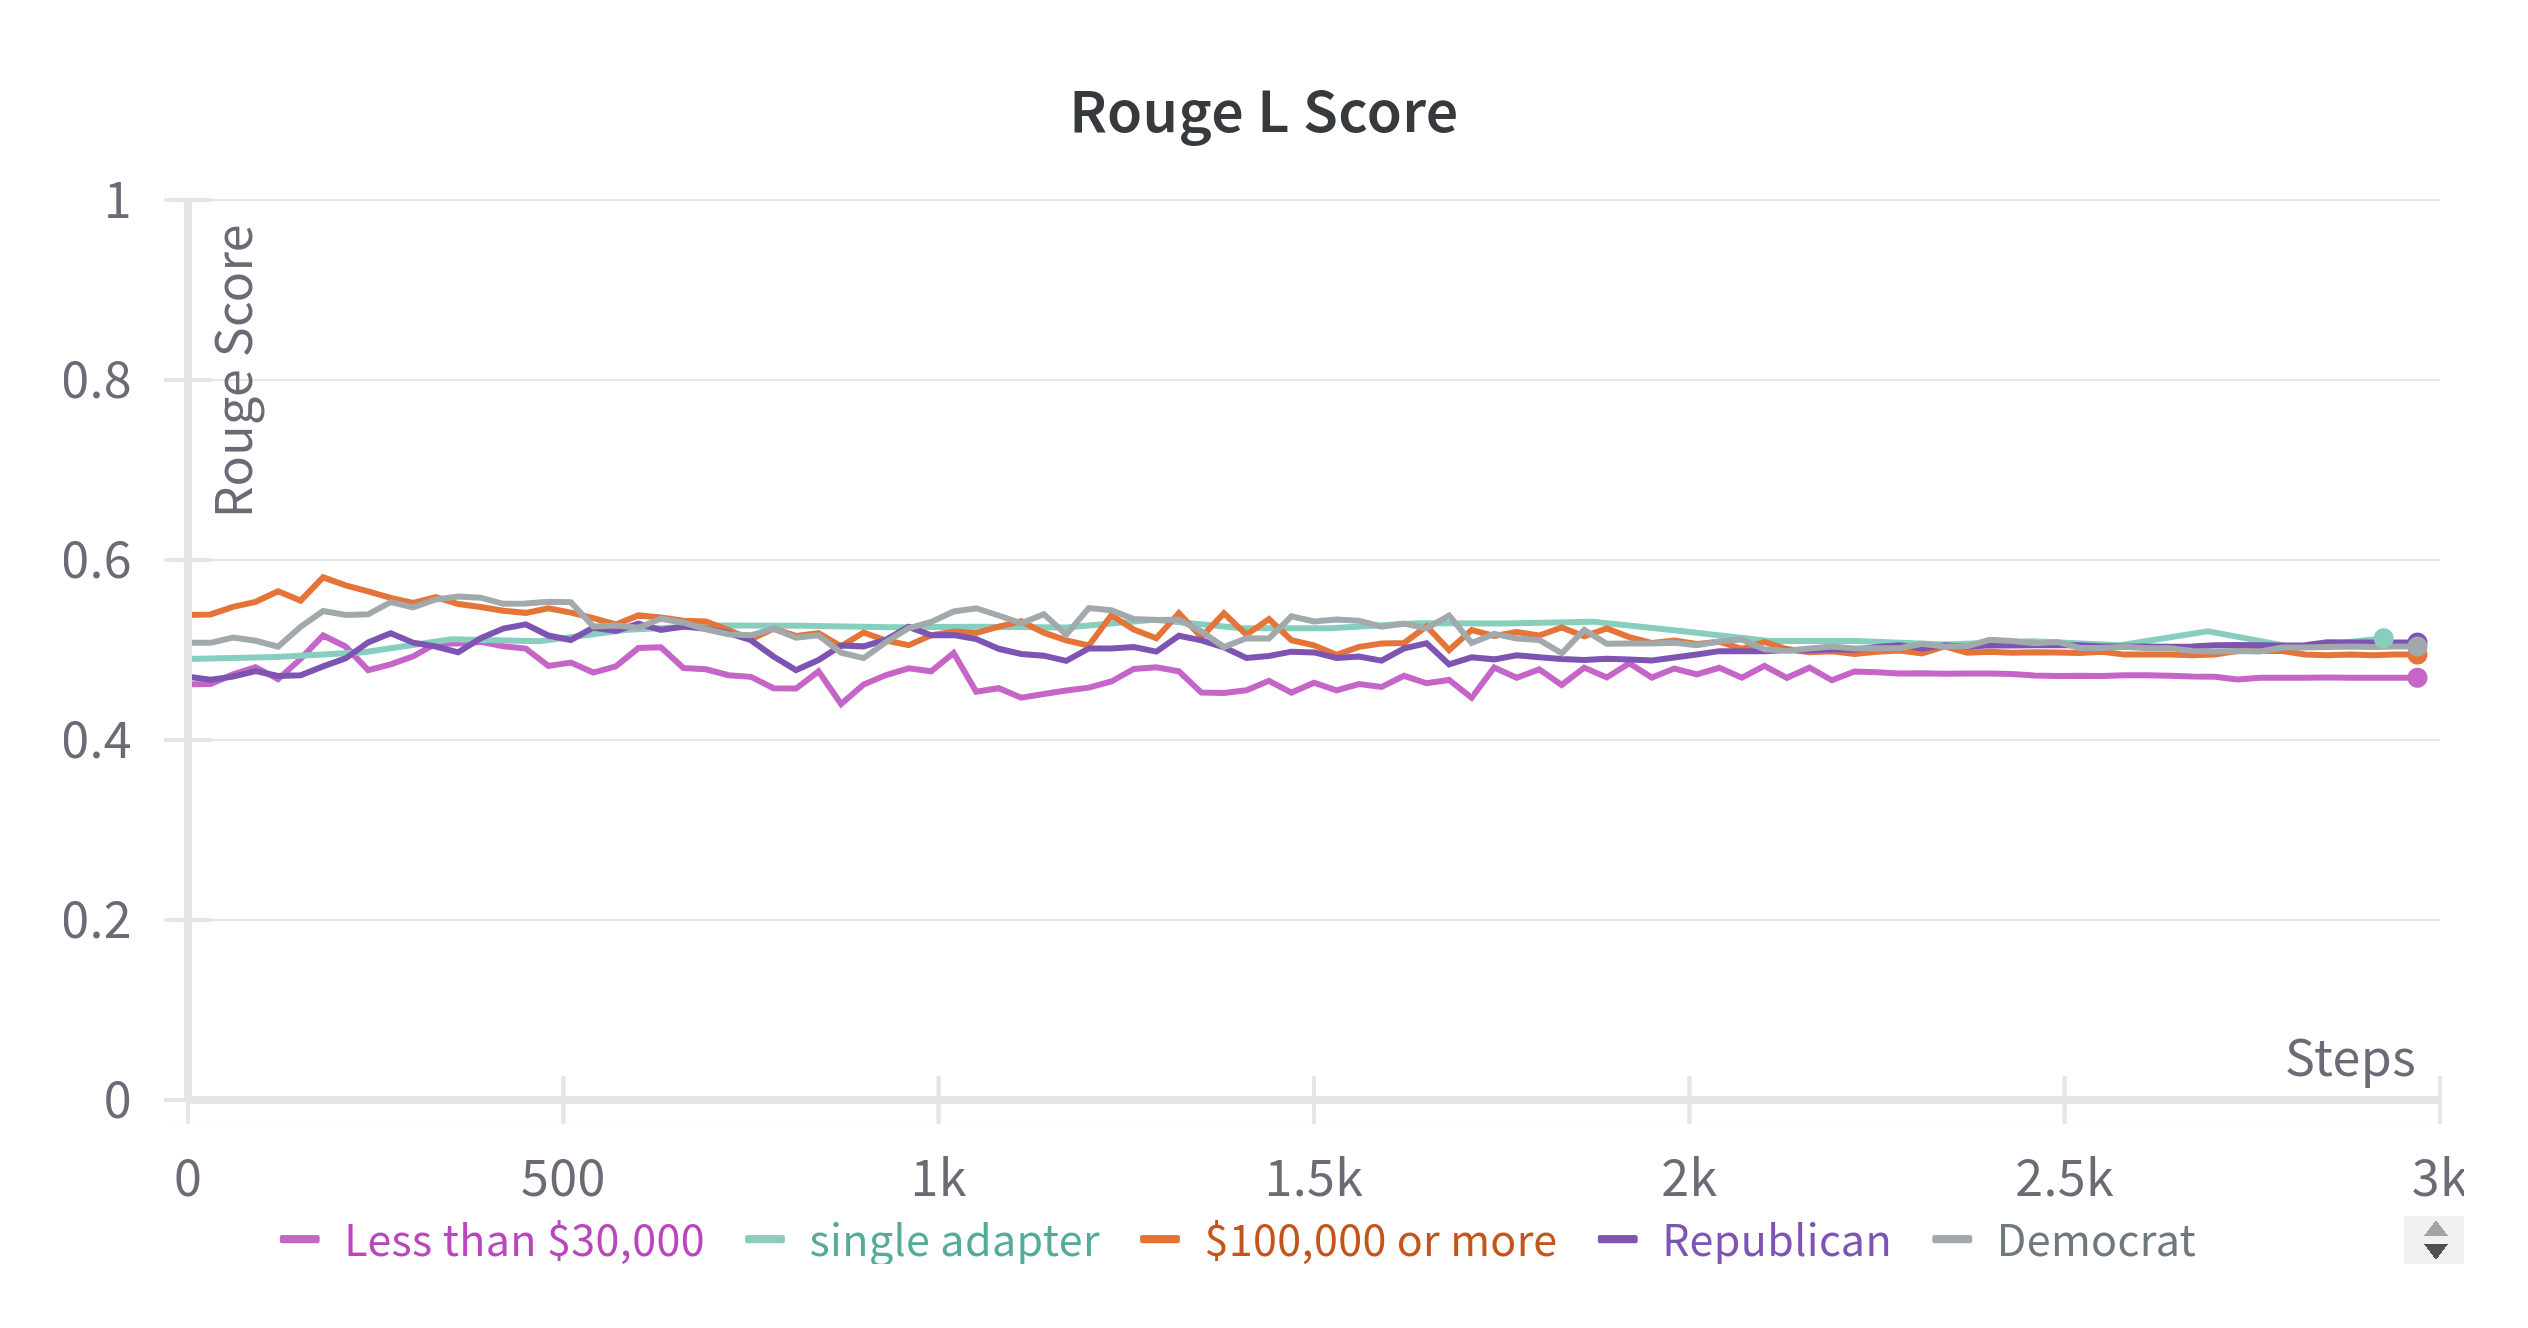 Rouge L Score
1
Rouge Score
0.8
0.6
0.4
0.2
0
Steps
0 500 1k 1.5k 2k 2.5k 3k
Less than $30,000 single adapter $100,000 or more Republican Democrat